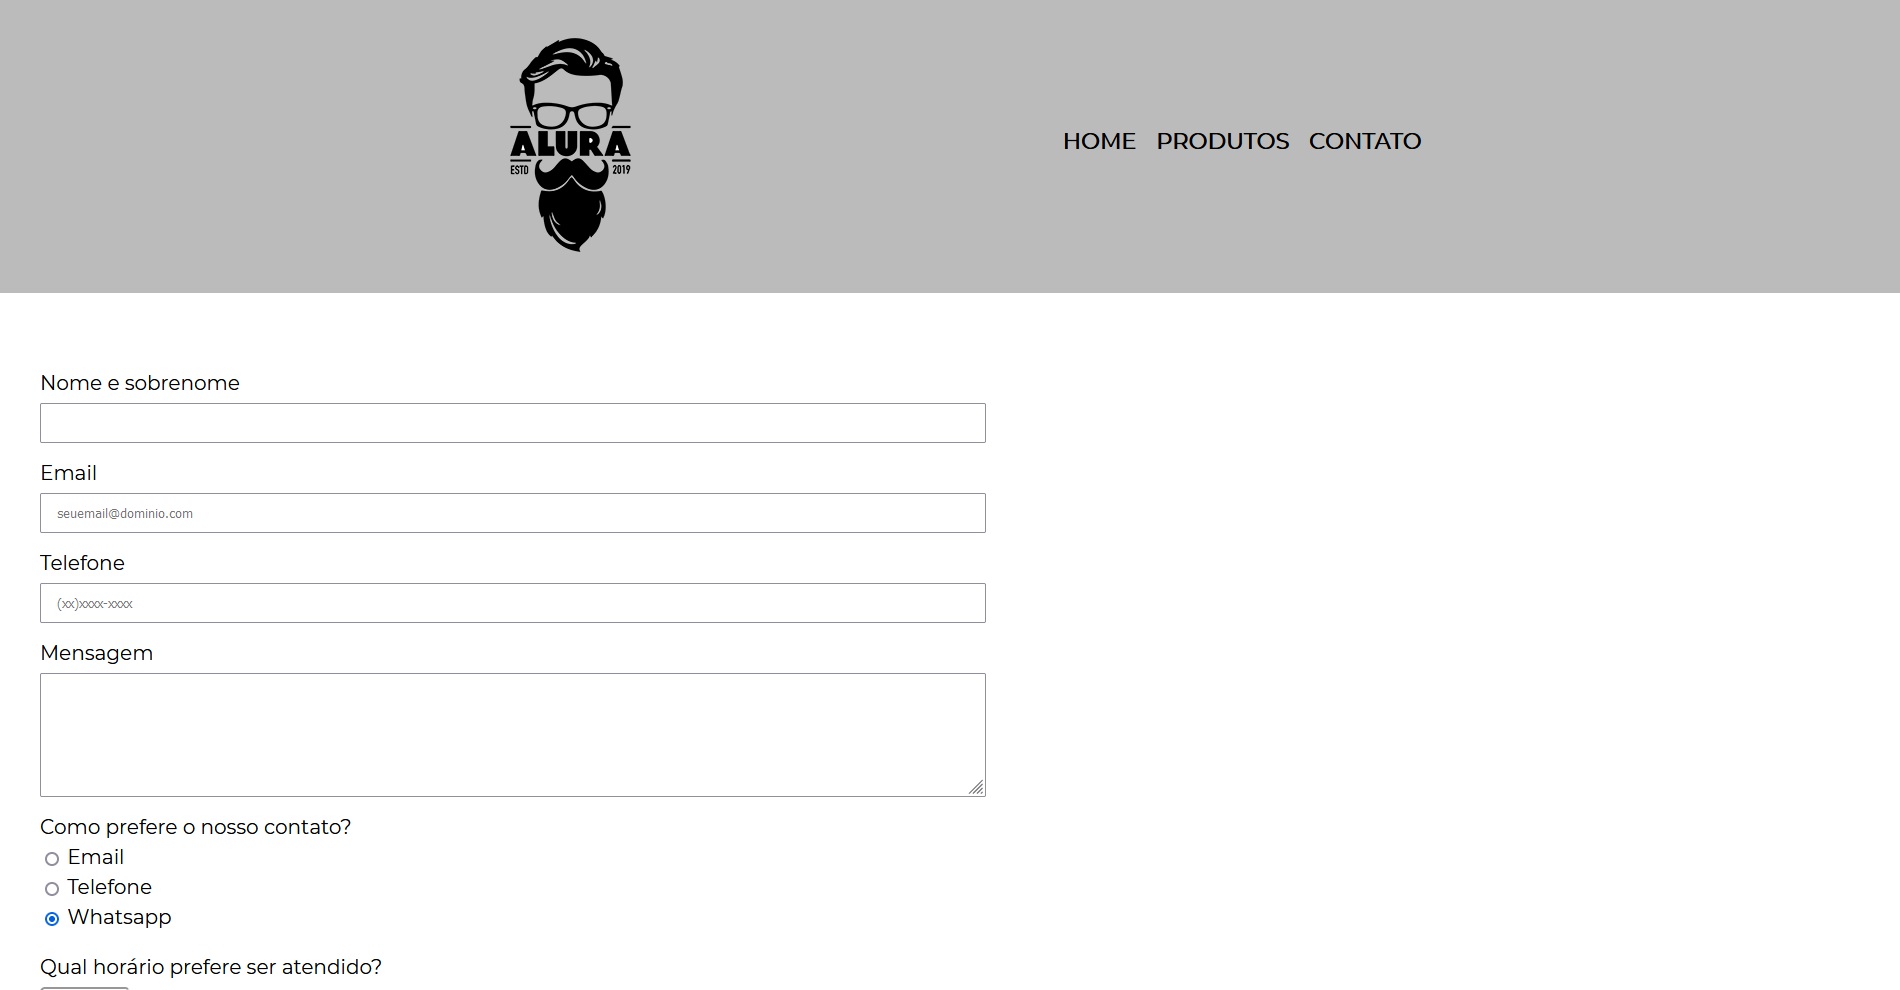 ALURA
ESTD 2019
HOME PRODUTOS CONTATO
Nome e sobrenome
Email
seuemail@dominio.com
Telefone
(xx)xxxx-xxxx
Mensagem
Como prefere o nosso contato?
Email
Telefone
Whatsapp
Qual horário prefere ser atendido?